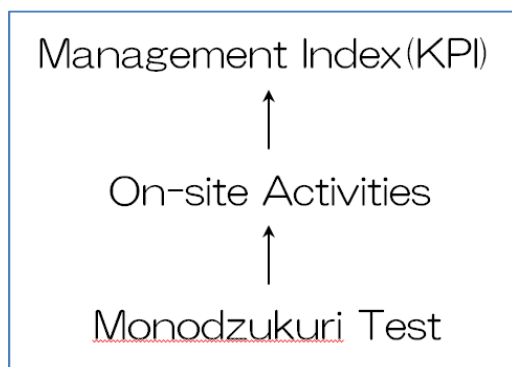 Management Index(KPI)
On-site Activities
Monodzukuri Test